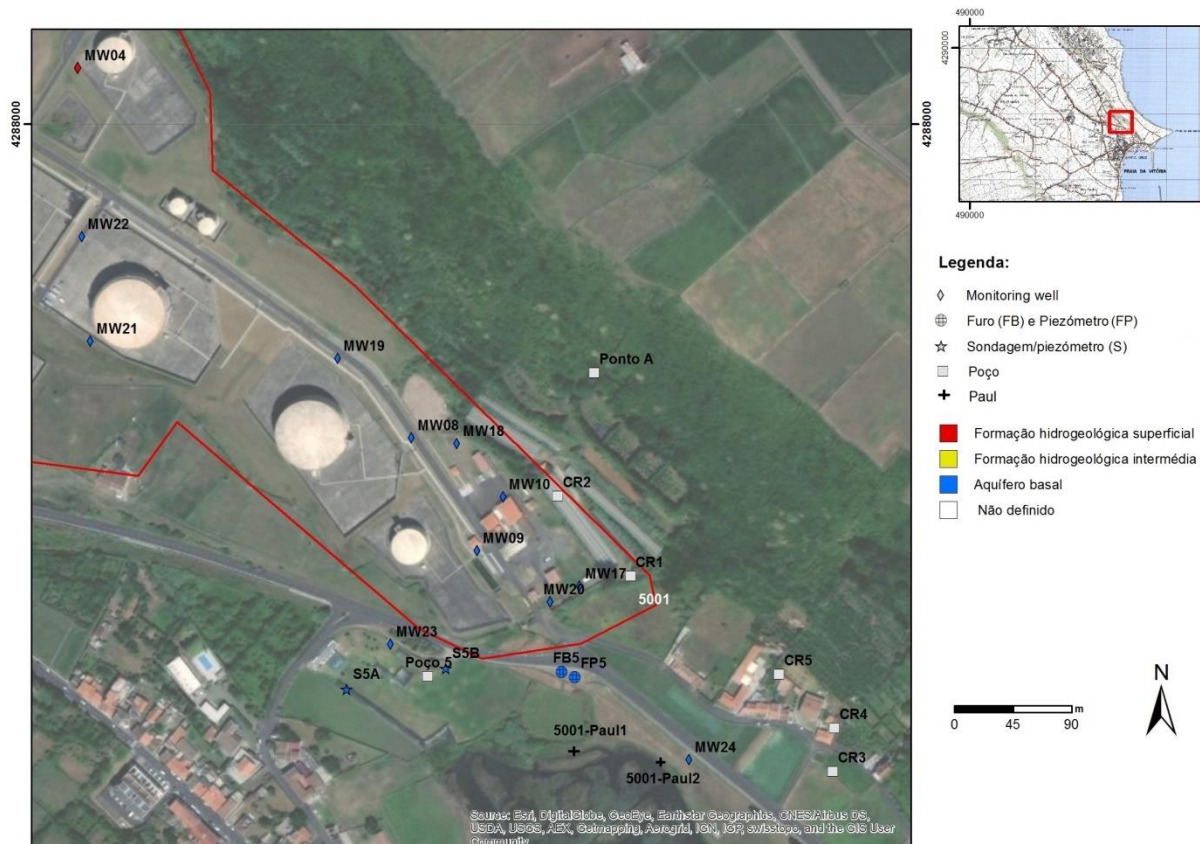 490000
4290000
490000
PRAIA DA VITÓRIA
4288000
4288000
MW04
MW22
MW21
MW19
Ponto A
MW08
MW18
MW10
CR2
MW09
MW17
CR1
MW20
5001
MW23
S5B
Poço 5
S5A
FB5
FP5
CR5
CR4
CR3
5001-Paul1
MW24
5001-Paul2
Legenda:
Monitoring well
Furo (FB) e Piezómetro (FP)
Sondagem/piezómetro (S)
Poço
Paul
Formação hidrogeológica superficial
Formação hidrogeológica intermédia
Aquífero basal
Não definido
N
m
0 45 90
Source: Esri, DigitalGlobe, GeoEye, Earthstar Geographics, CNES/Airbus DS,
USDA, USGS, AEX, Getmapping, Aerogrid, IGN, IGP, swisstopo, and the GIS User
Community